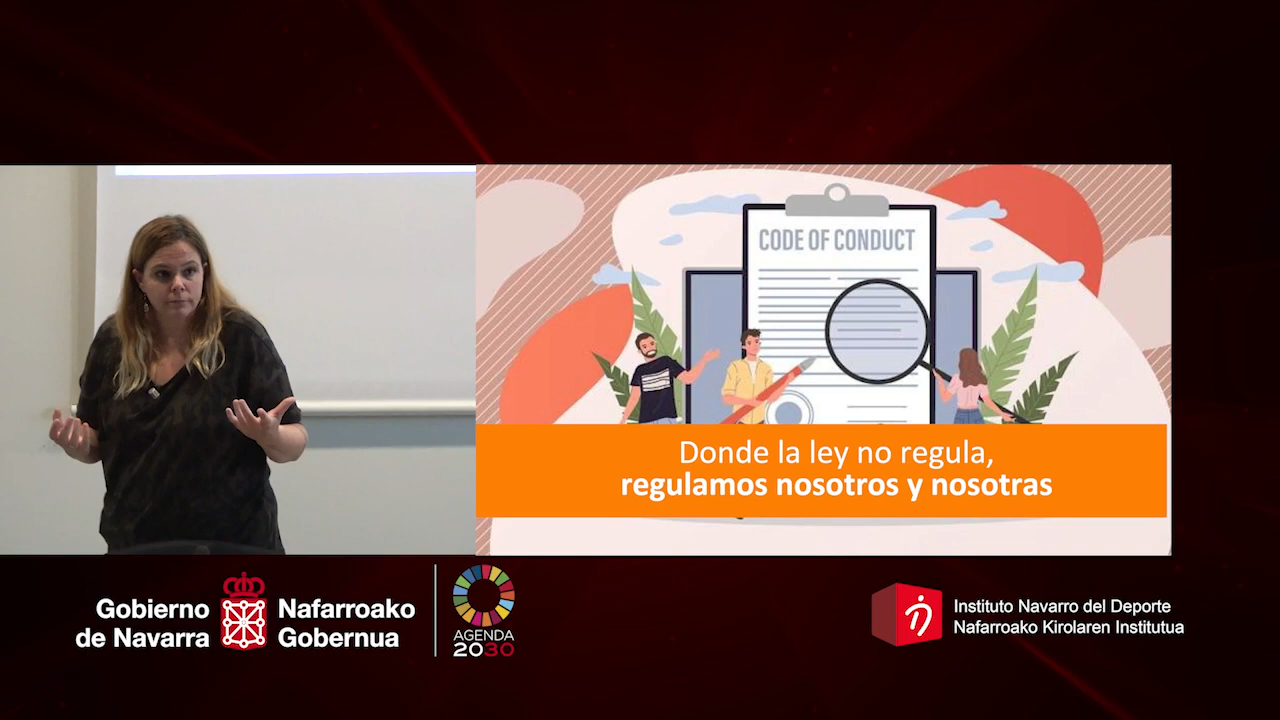 CODE OF CONDUCT
Donde la ley no regula,
regulamos nosotros y nosotras
Gobierno
de Navarra
Nafarroako
Gobernua
AGENDA
2030
Instituto Navarro del Deporte
Nafarroako Kirolaren Institutua